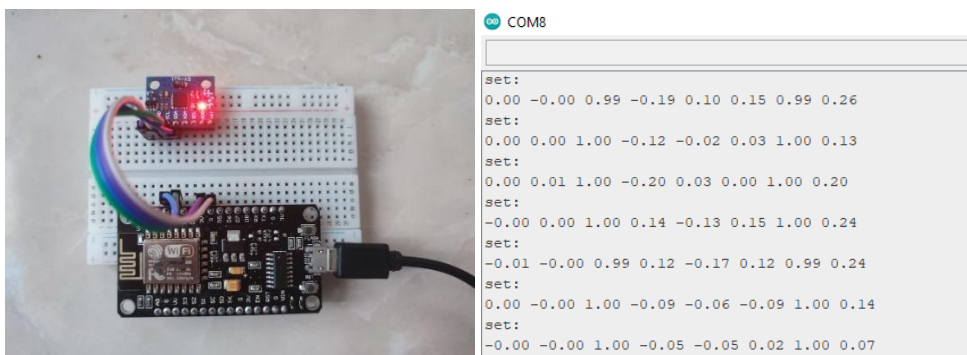 WiFi
COM8
set:
0.00 -0.00 0.99 -0.19 0.10 0.15 0.99 0.26
set:
0.00 0.00 1.00 -0.12 -0.02 0.03 1.00 0.13
set:
0.00 0.01 1.00 -0.20 0.03 0.00 1.00 0.20
set:
-0.00 0.00 1.00 0.14 -0.13 0.15 1.00 0.24
set:
-0.01 -0.00 0.99 0.12 -0.17 0.12 0.99 0.24
set:
0.00 -0.00 1.00 -0.09 -0.06 -0.09 1.00 0.14
set:
-0.00 -0.00 1.00 -0.05 -0.05 0.02 1.00 0.07